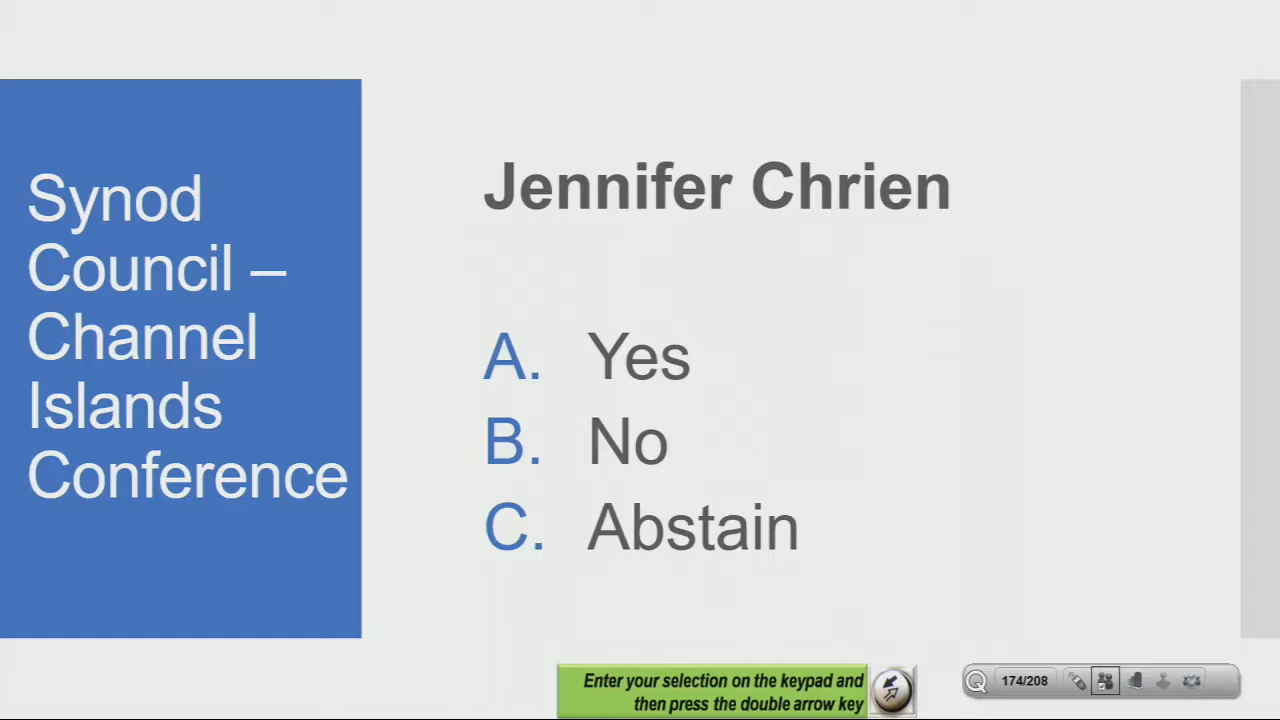 Synod
Council –
Channel
Islands
Conference
Jennifer Chrien
A. Yes
B. No
C. Abstain
Enter your selection on the keypad and
then press the double arrow key
174/208